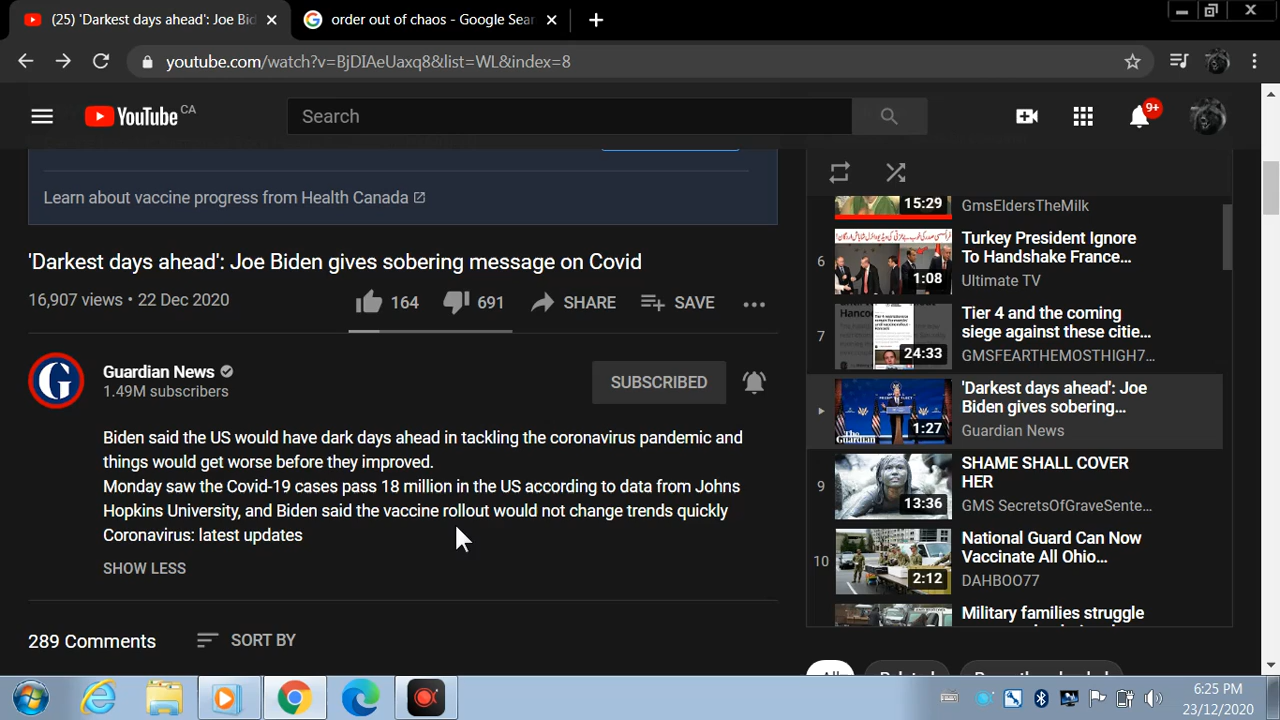 (25) 'Darkest days ahead': Joe Bid
order out of chaos - Google Sear
youtube.com/watch?v=BjDIAeUaxq8&list=WL&index=8
YouTube CA
Search
9+
Learn about vaccine progress from Health Canada
'Darkest days ahead': Joe Biden gives sobering message on Covid
16,907 views • 22 Dec 2020
164
691
SHARE
SAVE
G
Guardian News
1.49M subscribers
SUBSCRIBED
Biden said the US would have dark days ahead in tackling the coronavirus pandemic and
things would get worse before they improved.
Monday saw the Covid-19 cases pass 18 million in the US according to data from Johns
Hopkins University, and Biden said the vaccine rollout would not change trends quickly
Coronavirus: latest updates
SHOW LESS
289 Comments
SORT BY
15:29
GmsEldersTheMilk
6
1:08
Turkey President Ignore
To Handshake France...
Ultimate TV
7
24:33
Tier 4 and the coming
siege against these citie...
GMSFEARTHEMOSTHIGH7...
The
Guardian
1:27
'Darkest days ahead': Joe
Biden gives sobering...
Guardian News
9
13:36
SHAME SHALL COVER
HER
GMS SecretsOfGraveSente...
10
2:12
National Guard Can Now
Vaccinate All Ohio...
DAHBOO77
Military families struggle
All
Related
6:25 PM
23/12/2020